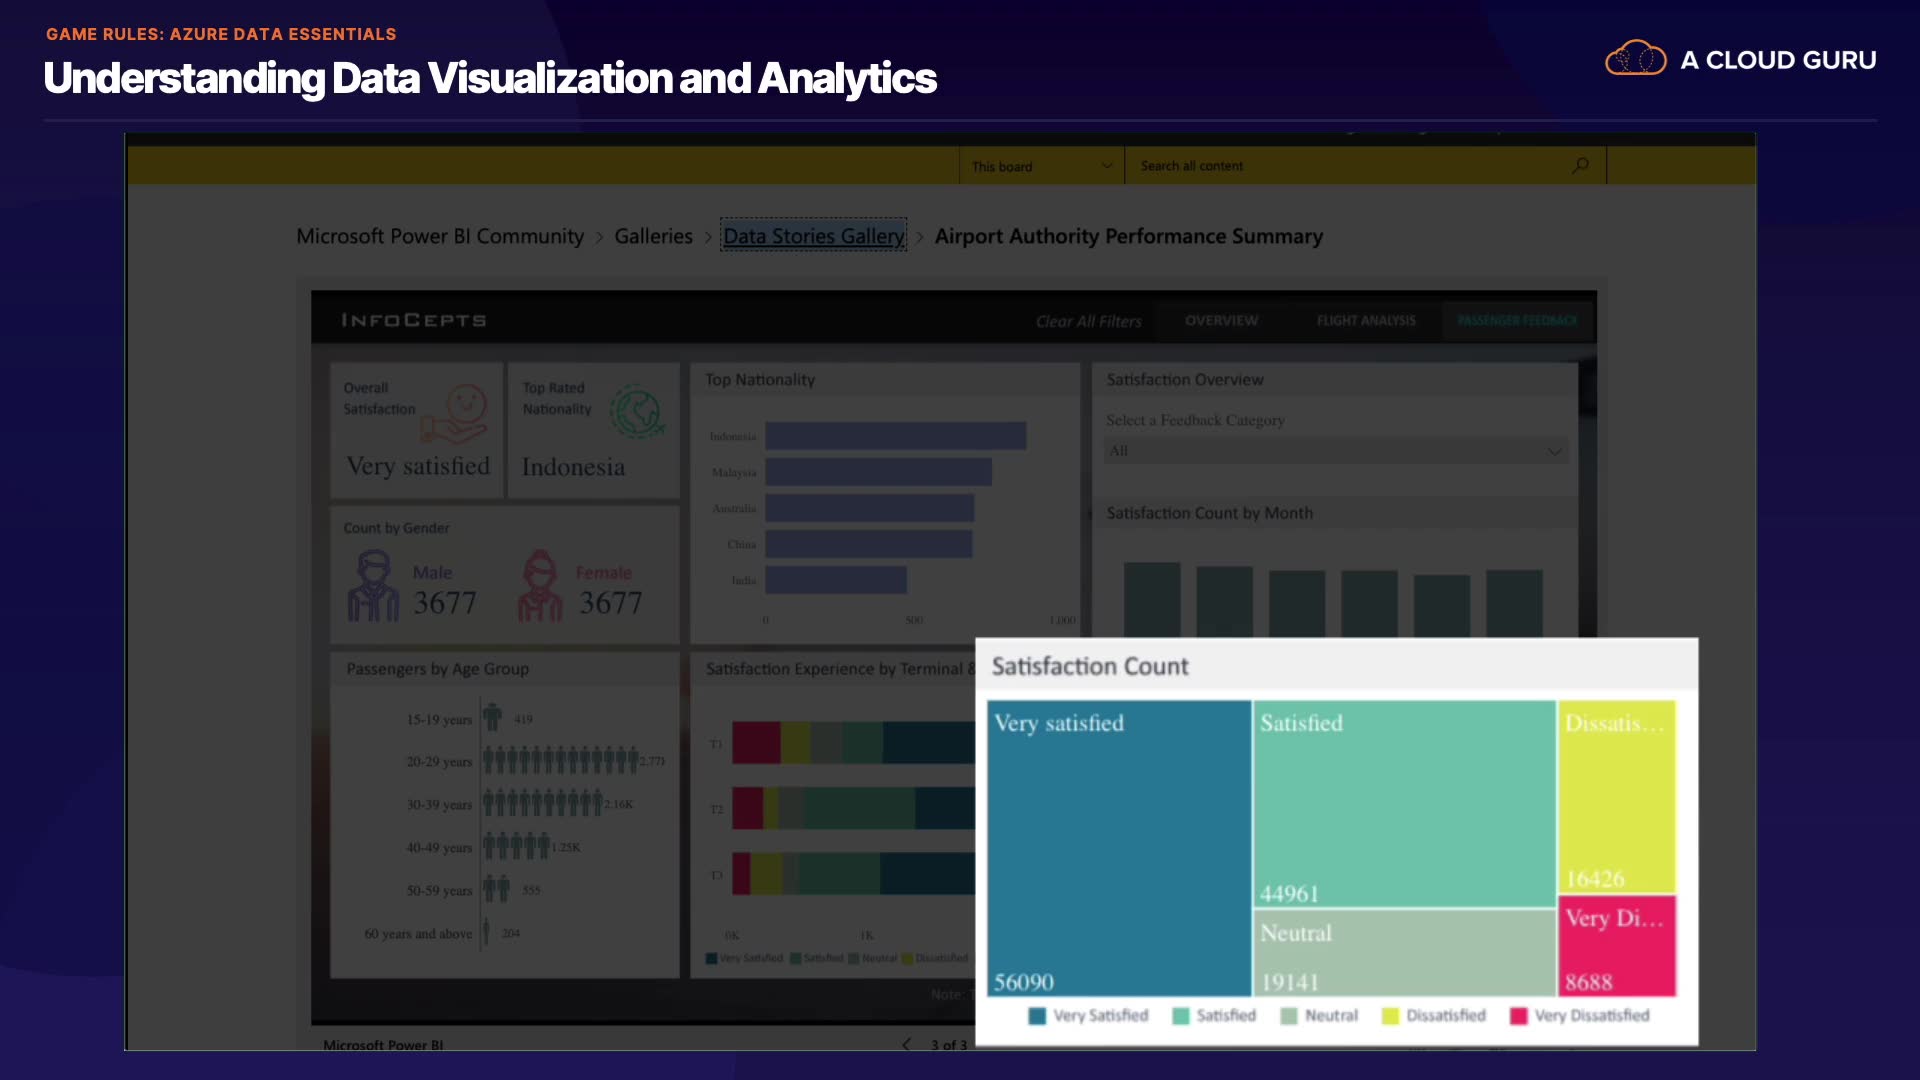 GAME RULES: AZURE DATA ESSENTIALS
Understanding Data Visualization and Analytics
A CLOUD GURU
This board
Search all content
Microsoft Power BI Community > Galleries > Data Stories Gallery > Airport Authority Performance Summary
INFOCEPTS
Clear All Filters
OVERVIEW
FLIGHT ANALYSIS
PASSENGER FEEDBACK
Overall
Satisfaction
Very satisfied
Top Rated
Nationality
Indonesia
Count by Gender
Male
3677
Female
3677
Top Nationality
Indonesia
Malaysia
Australia
China
India
0 500 1,000
Satisfaction Overview
Select a Feedback Category
All
Satisfaction Count by Month
Passengers by Age Group
15-19 years 419
20-29 years
30-39 years 2.16K
40-49 years 1.25K
50-59 years 555
60 years and above 204
Satisfaction Experience by Terminal &
T1
T2
T3
0K 1K
Very Satisfied Satisfied Neutral Dissatisfied
Note:
Satisfaction Count
Very satisfied
56090
Satisfied
44961
Neutral
19141
Dissatis...
16426
Very Di...
8688
Very Satisfied Satisfied Neutral Dissatisfied Very Dissatisfied
Microsoft Power BI
3 of 3